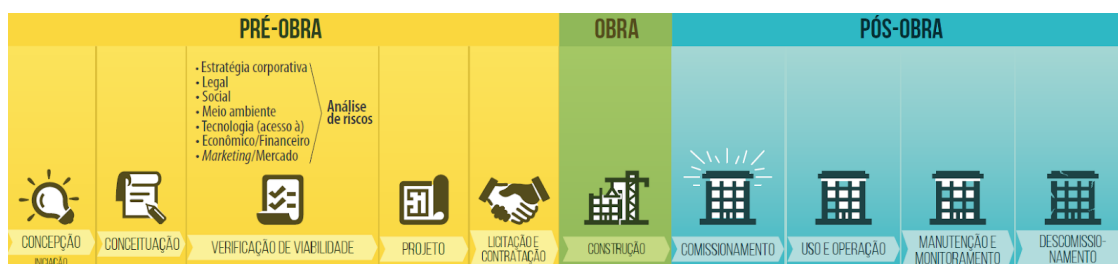 PRÉ-OBRA
OBRA
PÓS-OBRA
• Estratégia corporativa
• Legal
• Social
• Meio ambiente
• Tecnologia (acesso à)
• Econômico/Financeiro
• Marketing/Mercado
Análise
de riscos
CONCEPÇÃO
INICIAÇÃO
CONCEITUAÇÃO
VERIFICAÇÃO DE VIABILIDADE
PROJETO
LICITAÇÃO E
CONTRATAÇÃO
CONSTRUÇÃO
COMISSIONAMENTO
USO E OPERAÇÃO
MANUTENÇÃO E
MONITORAMENTO
DESCOMISSIO-
NAMENTO